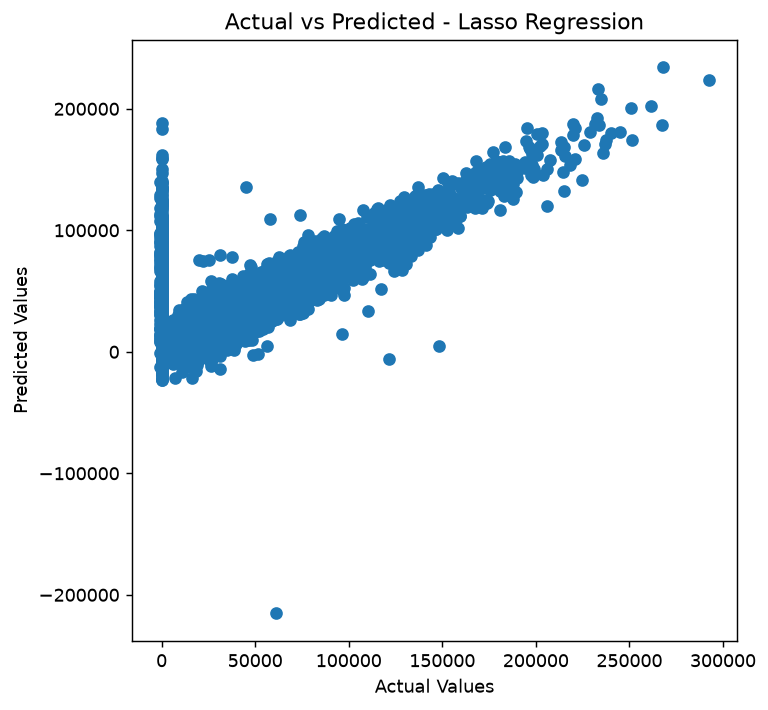 Actual vs Predicted - Lasso Regression
200000
100000
0
−100000
−200000
Predicted Values
0 50000 100000 150000 200000 250000 300000
Actual Values